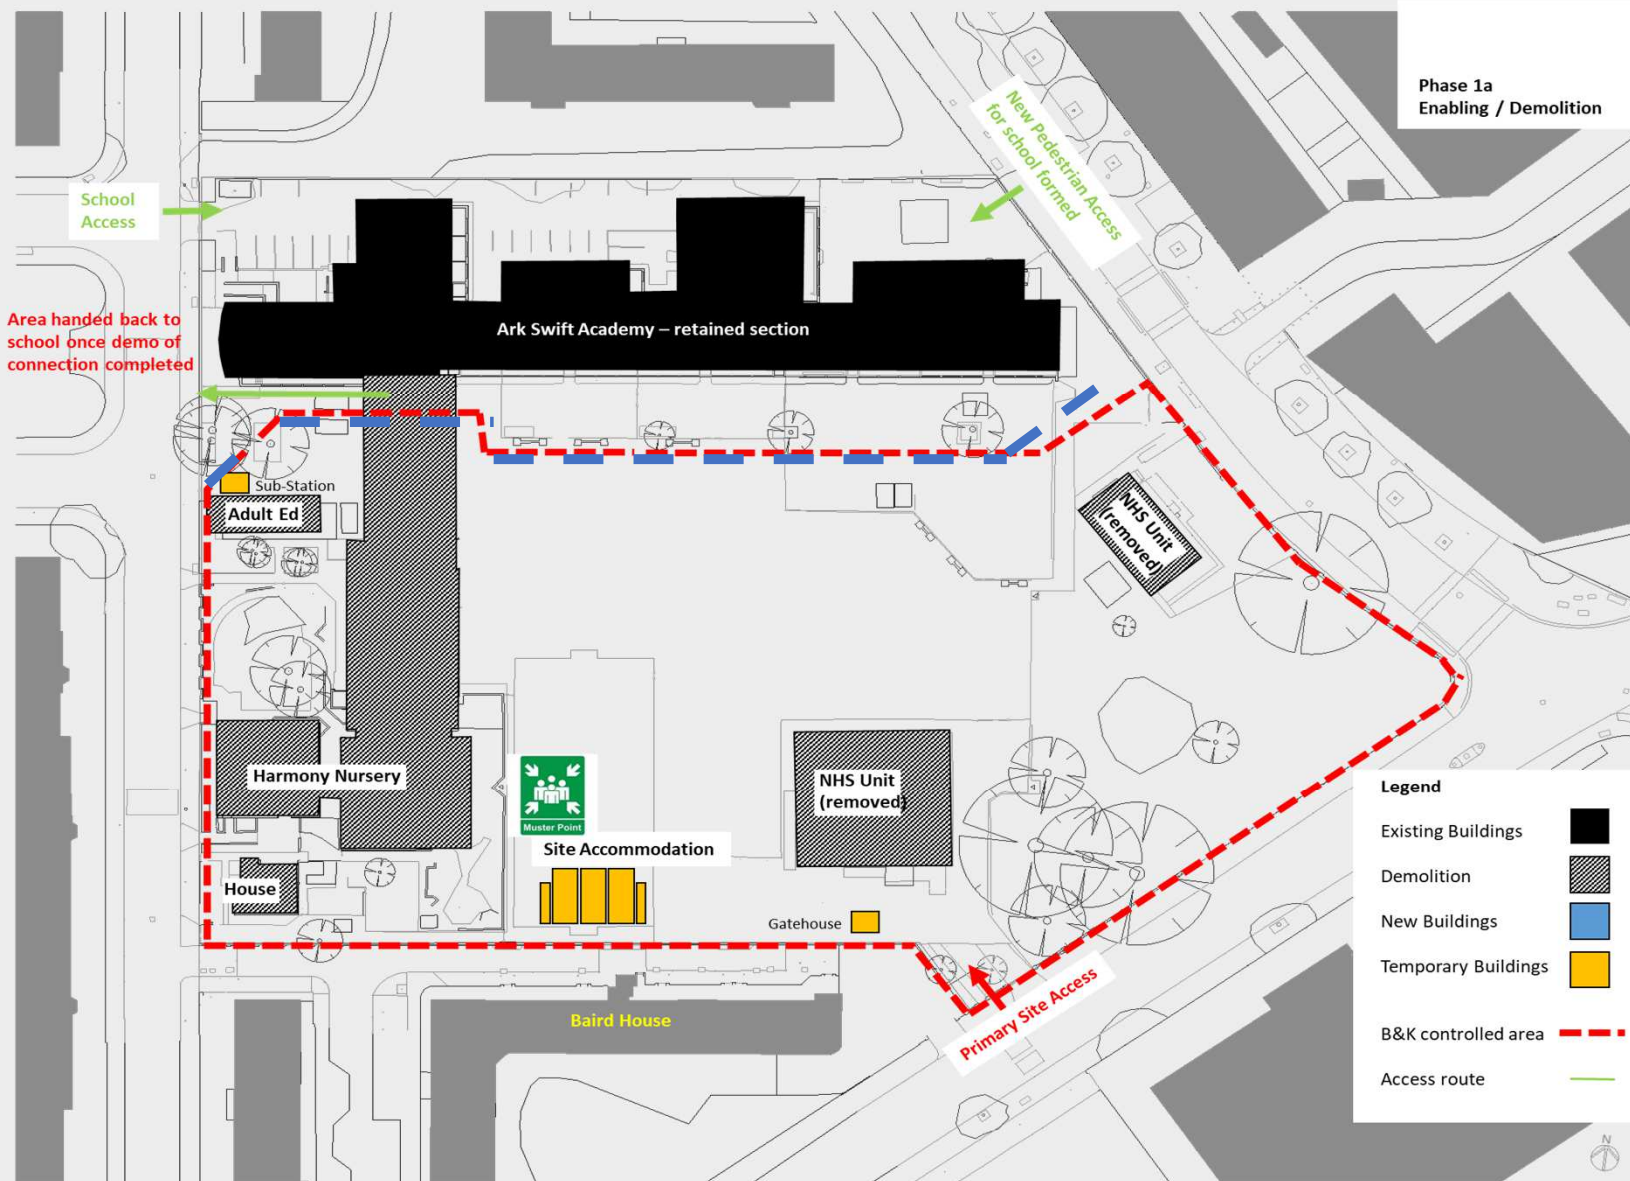 Phase 1a
Enabling / Demolition
New Pedestrian Access
for school formed
School
Access
Area handed back to
school once demo of
connection completed
Ark Swift Academy – retained section
Sub-Station
Adult Ed
NHS Unit
(removed)
Harmony Nursery
Muster Point
NHS Unit
(removed)
Site Accommodation
House
Gatehouse
Primary Site Access
Baird House
Legend
Existing Buildings
Demolition
New Buildings
Temporary Buildings
B&K controlled area
Access route
N